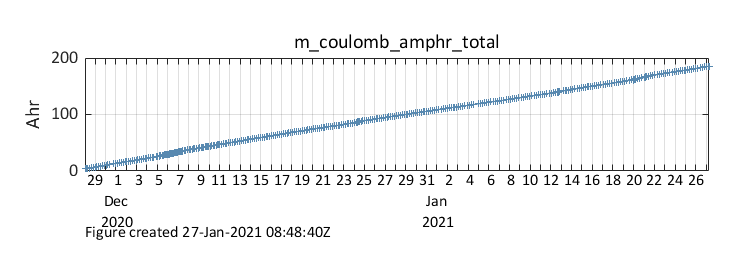 m_coulomb_amphr_total
Ahr
200
100
0
29 1 3 5 7 9 11 13 15 17 19 21 23 25 27 29 31 2 4 6 8 10 12 14 16 18 20 22 24 26
Dec Jan
2020 2021
Figure created 27-Jan-2021 08:48:40Z